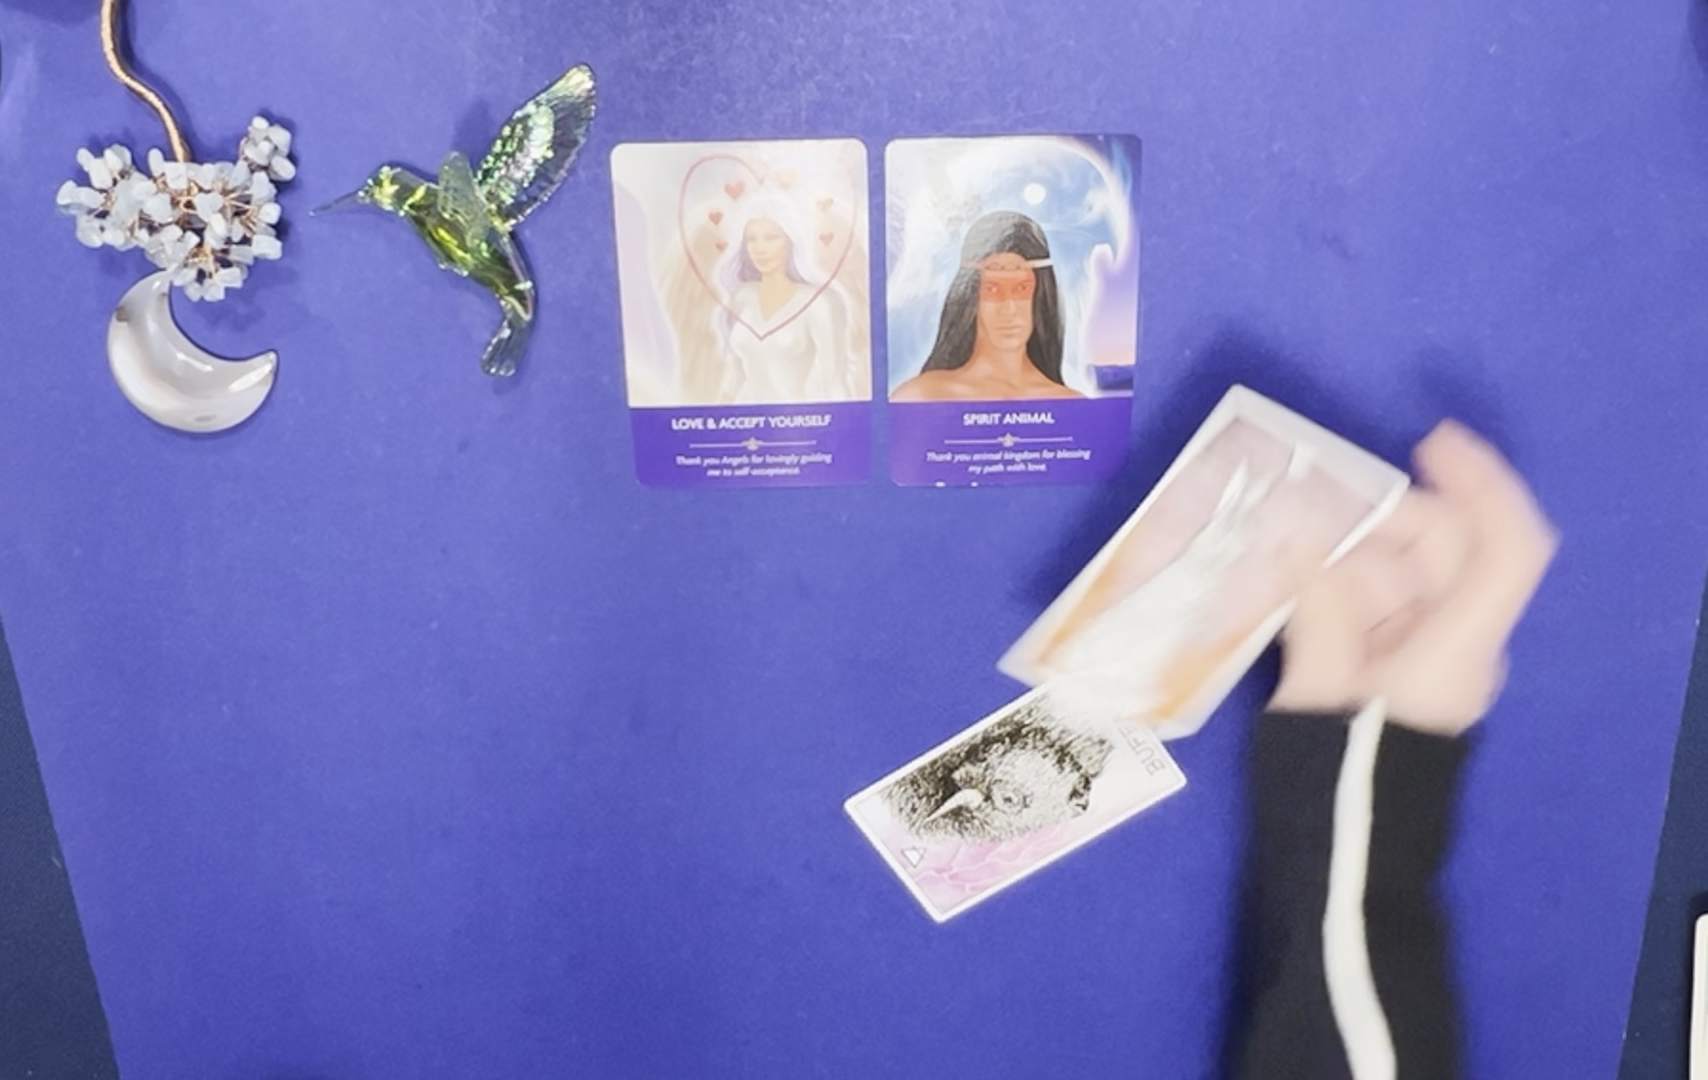 LOVE & ACCEPT YOURSELF
Thank you Angels for lovingly guiding
me to self-acceptance.
SPIRIT ANIMAL
Thank you animal kingdom for blessing
my path with love.
BUFF